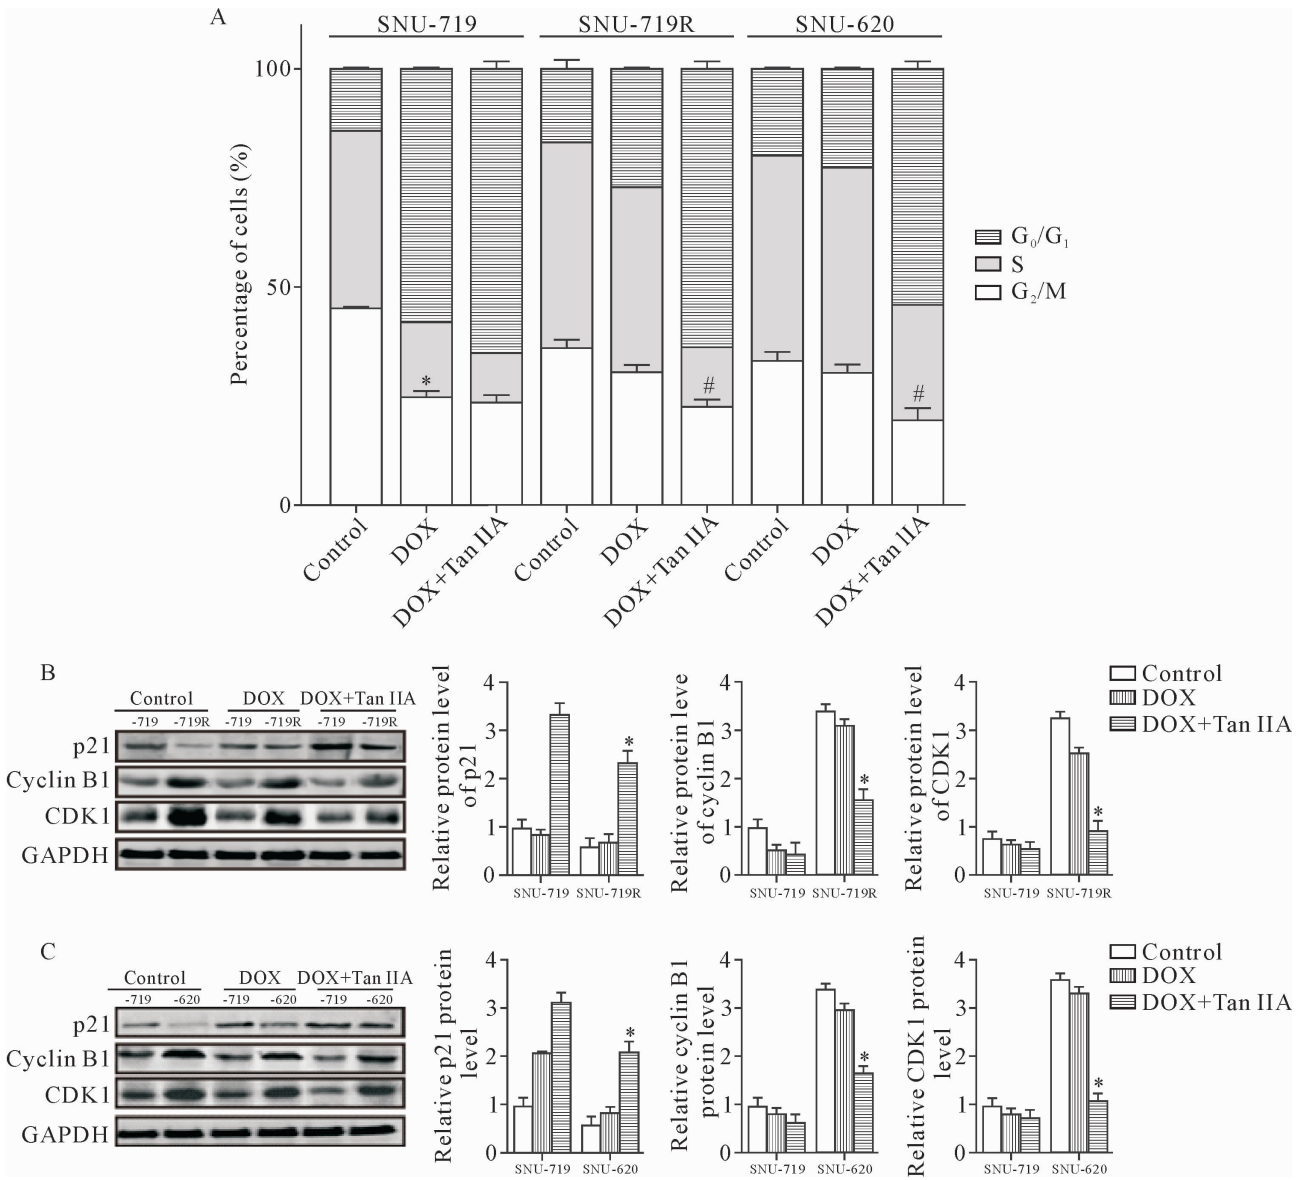 A
SNU-719
SNU-719R
SNU-620
Percentage of cells (%)
100
50
0
G₀/G₁
S
G₂/M
*
#
#
Control
DOX
DOX+Tan IIA
Control
DOX
DOX+Tan IIA
Control
DOX
DOX+Tan IIA
B
Control DOX DOX+Tan IIA
-719 -719R -719 -719R -719 -719R
p21
Cyclin B1
CDK1
GAPDH
Relative protein level
of p21
4
3
2
1
0
*
SNU-719 SNU-719R
Relative protein leve
of cyclin B1
4
3
2
1
0
*
SNU-719 SNU-719R
Relative protein level
of CDK1
4
3
2
1
0
*
SNU-719 SNU-719R
Control
DOX
DOX+Tan IIA
C
Control DOX DOX+Tan IIA
-719 -620 -719 -620 -719 -620
p21
Cyclin B1
CDK1
GAPDH
Relative p21 protein
level
4
3
2
1
0
*
SNU-719 SNU-620
Relative cyclin B1
protein level
4
3
2
1
0
*
SNU-719 SNU-620
Relative CDK1 protein
level
4
3
2
1
0
*
SNU-719 SNU-620
Control
DOX
DOX+Tan IIA